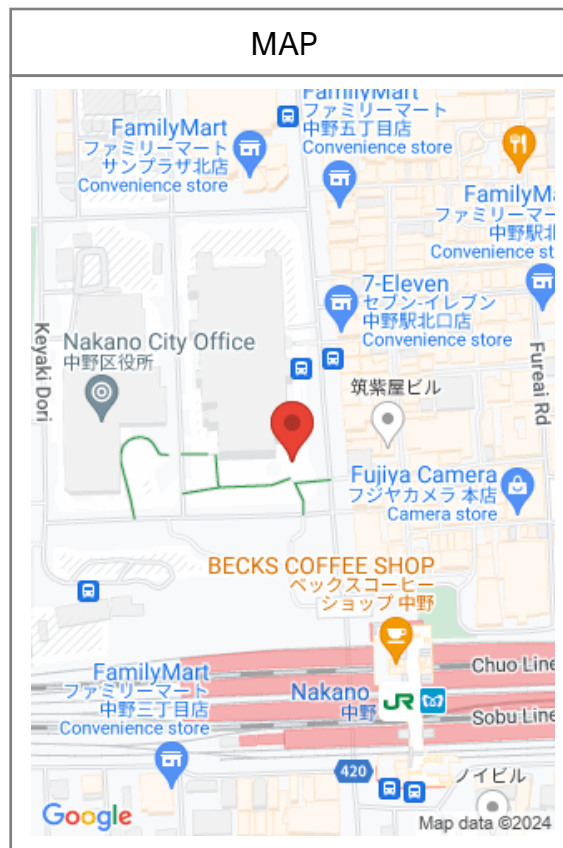 MAP
FamilyMart
ファミリーマート
中野五丁目店
Convenience store
FamilyMart
ファミリーマート
サンプラザ北店
Convenience store
FamilyMa
ファミリーマー
中野駅北
Convenience st
7-Eleven
セブン-イレブン
中野駅北口店
Convenience store
Keyaki Dori
Nakano City Office
中野区役所
Fureai Rd
筑紫屋ビル
Fujiya Camera
フジヤカメラ 本店
Camera store
BECKS COFFEE SHOP
ベックスコーヒー
ショップ 中野
Chuo Line
FamilyMart
ファミリーマート
中野三丁目店
Convenience store
Nakano
中野
JR
Sobu Line
420
ノイビル
Google
Map data ©2024